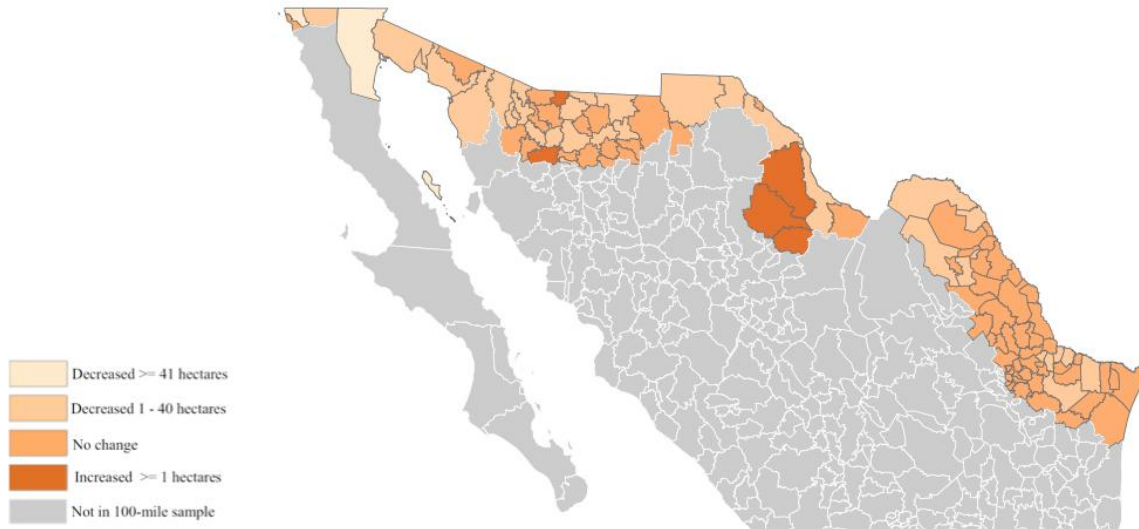 Decreased >= 41 hectares
Decreased 1 - 40 hectares
No change
Increased >= 1 hectares
Not in 100-mile sample